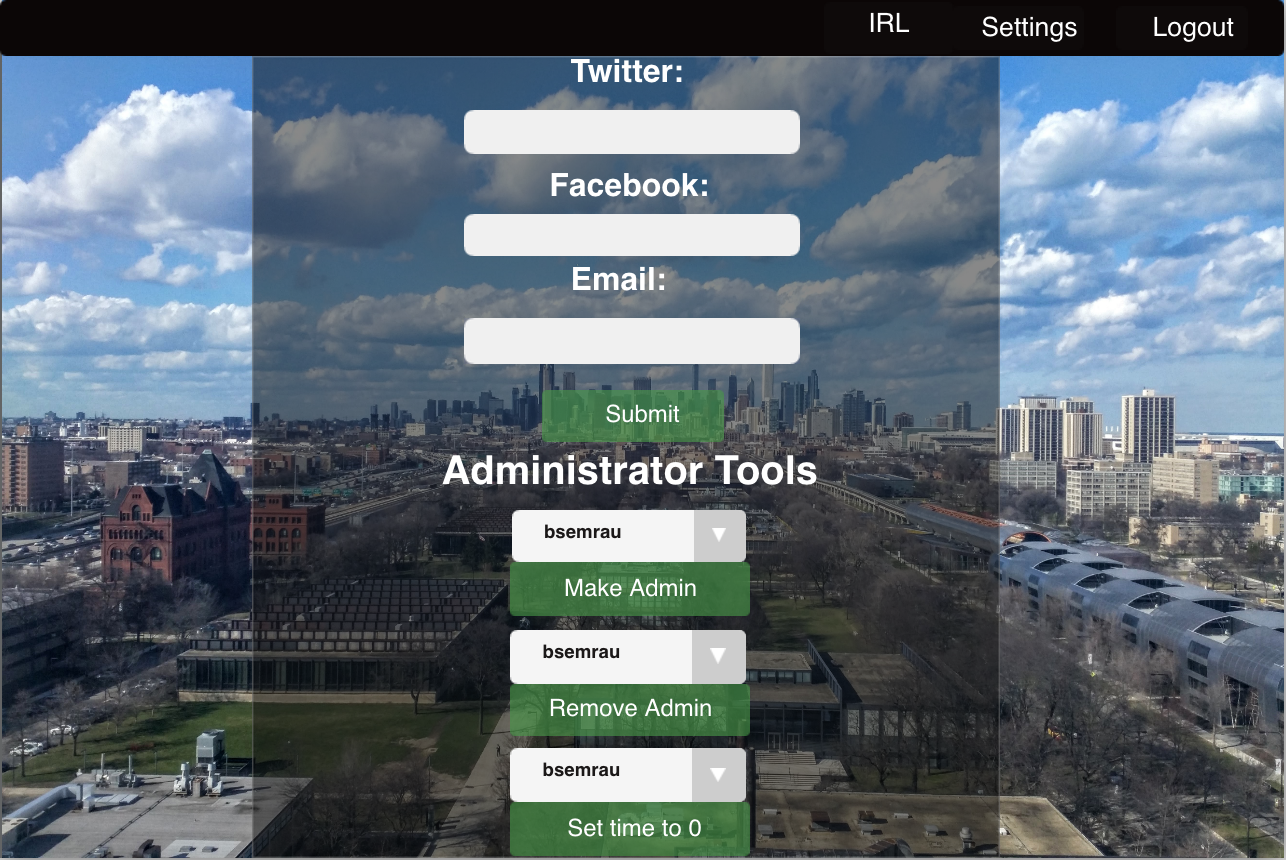 IRL
Settings
Logout
Twitter:
Facebook:
Email:
Submit
Administrator Tools
bsemrau
Make Admin
bsemrau
Remove Admin
bsemrau
Set time to 0